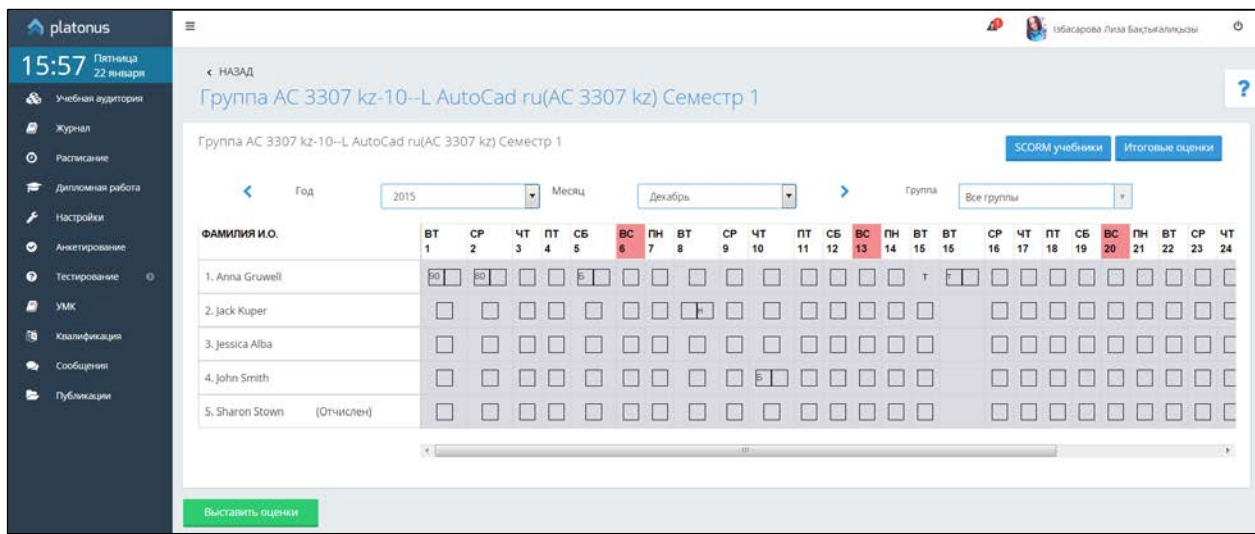 platonus
Ізбасарова Лиза Бақтығалиқызы
15:57 Пятница
22 января
НАЗАД
Группа АС 3307 kz-10--L AutoCad ru(АС 3307 kz) Семестр 1
?
Учебная аудитория
Журнал
Расписание
Дипломная работа
Настройки
Анкетирование
Тестирование
УМК
Квалификация
Сообщения
Публикации
Группа АС 3307 kz-10--L AutoCad ru(АС 3307 kz) Семестр 1
SCORM учебники Итоговые оценки
Год 2015 Месяц Декабрь Группа Все группы
ФАМИЛИЯ И.О. ВТ СР ЧТ ПТ СБ ВС ПН ВТ СР ЧТ ПТ СБ ВС ПН ВТ ВТ СР ЧТ ПТ СБ ВС ПН ВТ СР ЧТ
1 2 3 4 5 6 7 8 9 10 11 12 13 14 15 15 16 17 18 19 20 21 22 23 24
1. Anna Gruwell 90 80 Б Т Т
2. Jack Kuper н
3. Jessica Alba
4. John Smith Б
5. Sharon Stown (Отчислен)
Выставить оценки